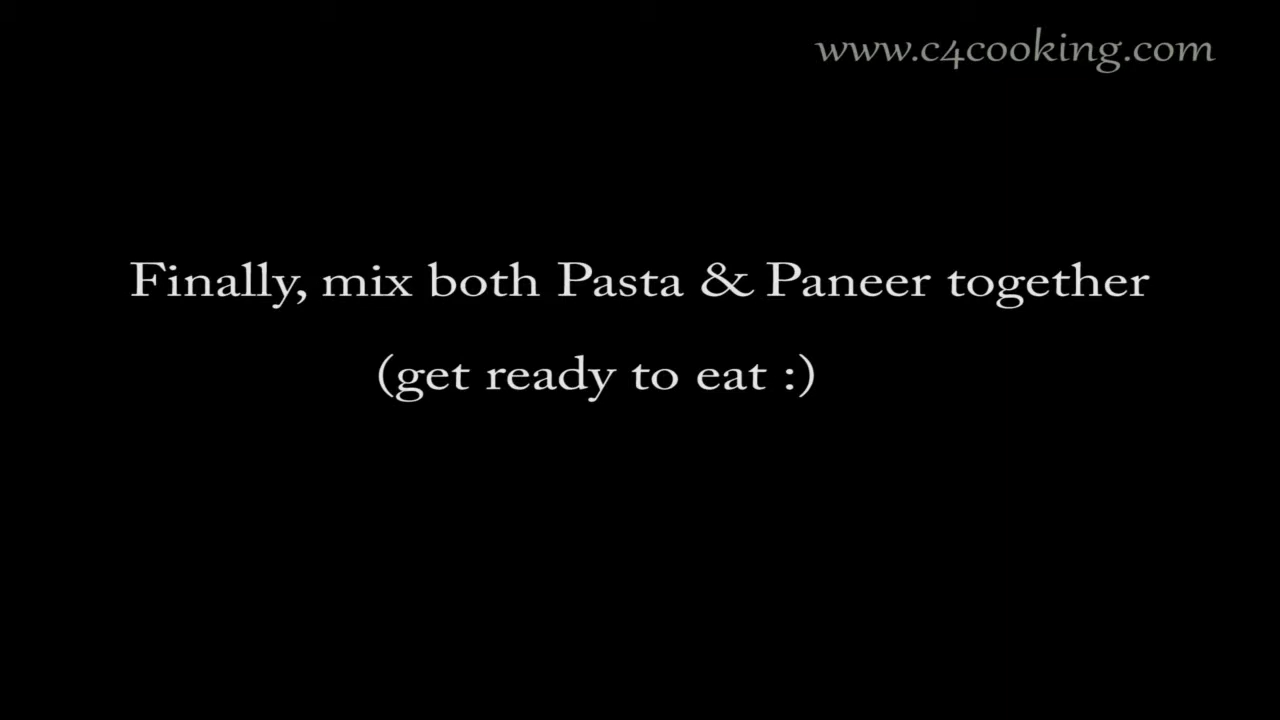 www.c4cooking.com
Finally, mix both Pasta & Paneer together
(get ready to eat :)